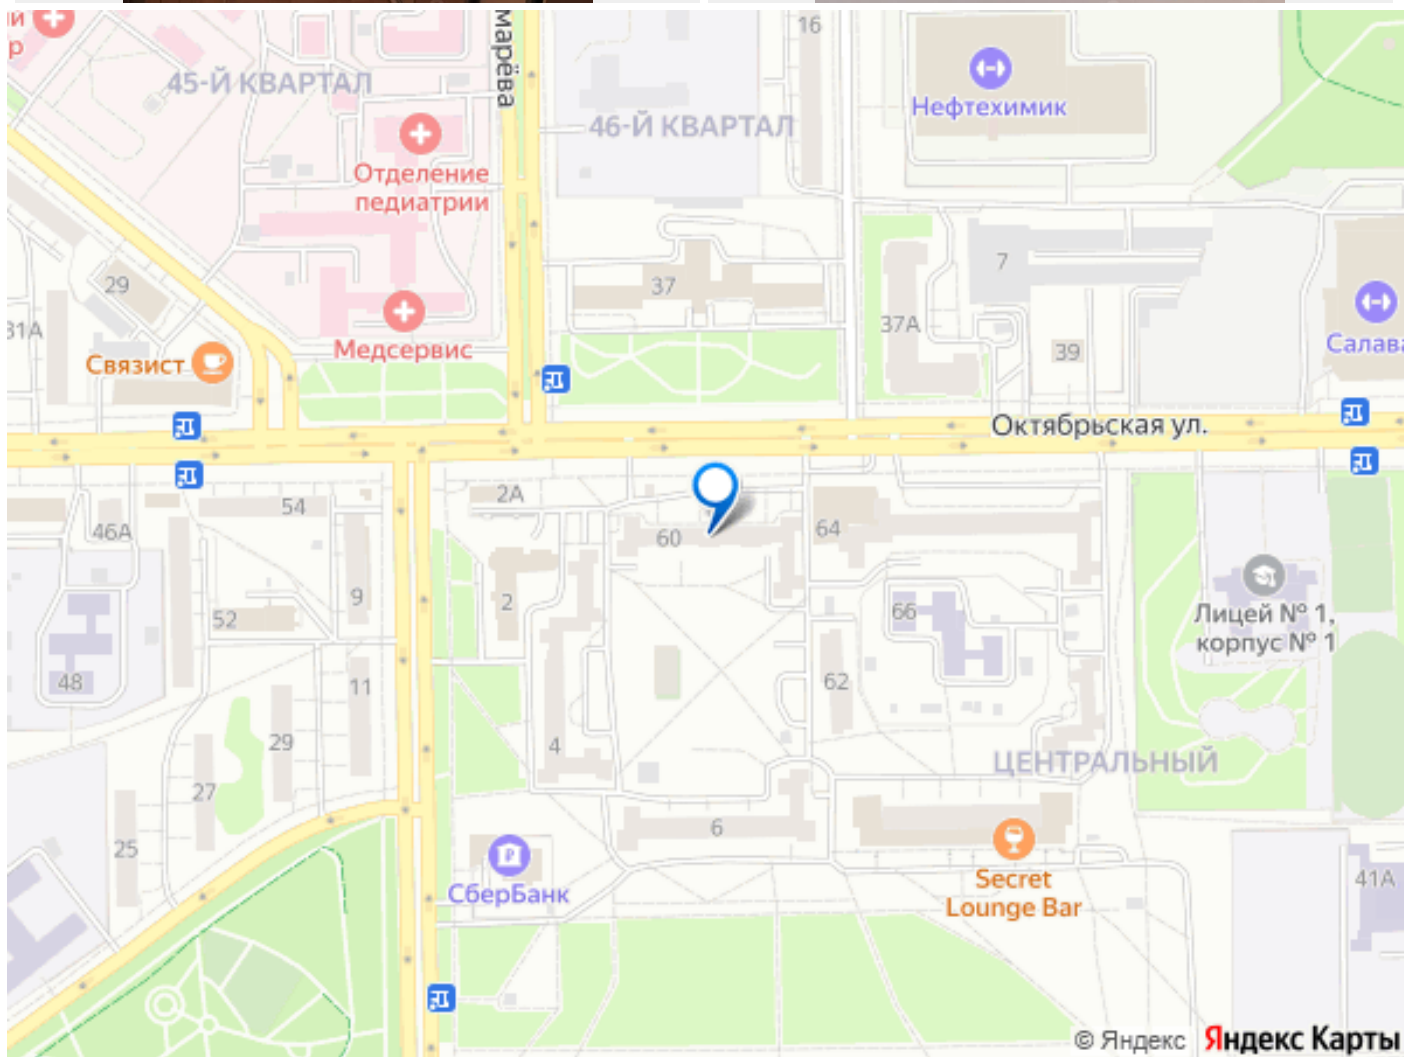 й
р
45-Й КВАРТАЛ
марёва
16
46-Й КВАРТАЛ
Нефтехимик
Отделение
педиатрии
29
37
7
31А
Связист
Медсервис
37А
39
Салава
Октябрьская ул.
2А
54
46А
60
64
9
52
2
66
Лицей № 1,
корпус № 1
48
11
62
29
4
ЦЕНТРАЛЬНЫЙ
27
6
25
СберБанк
Secret
Lounge Bar
41А
© Яндекс Яндекс Карты